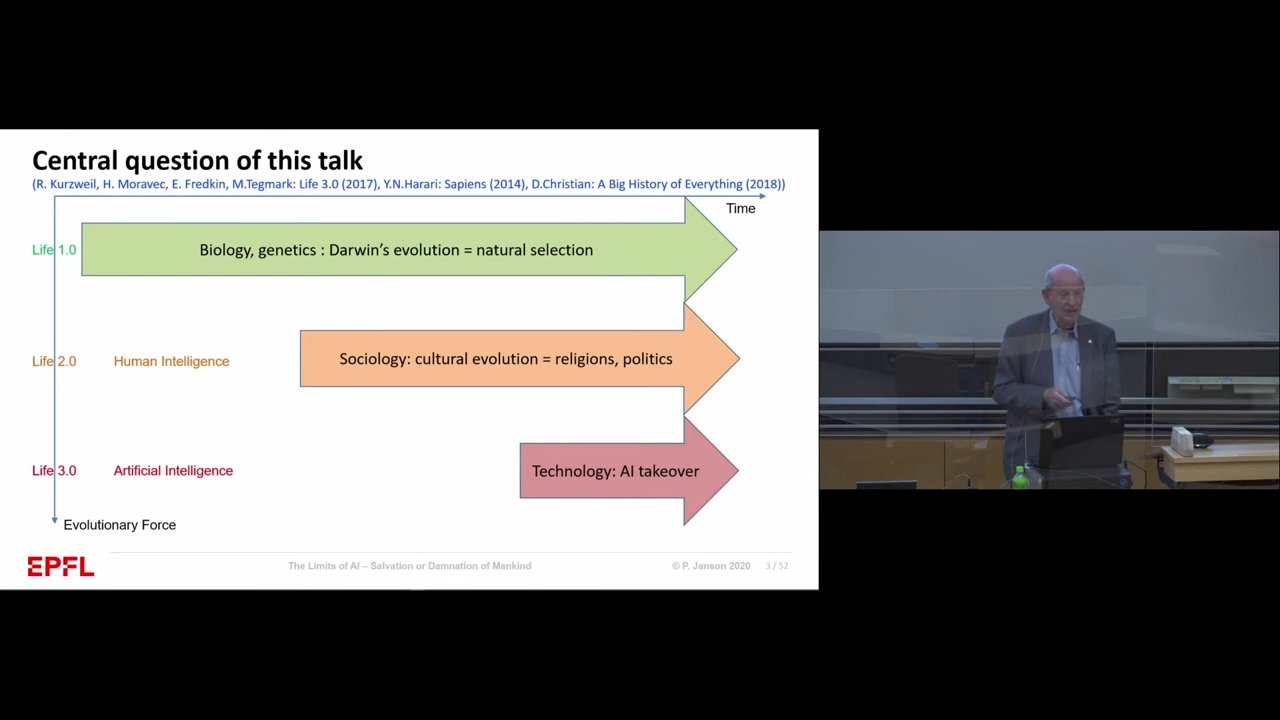 Central question of this talk
(R. Kurzweil, H. Moravec, E. Fredkin, M.Tegmark: Life 3.0 (2017), Y.N.Harari: Sapiens (2014), D.Christian: A Big History of Everything (2018))
Time
Life 1.0
Biology, genetics : Darwin’s evolution = natural selection
Life 2.0
Human Intelligence
Sociology: cultural evolution = religions, politics
Life 3.0
Artificial Intelligence
Technology: AI takeover
Evolutionary Force
EPFL
The Limits of AI – Salvation or Damnation of Mankind
© P. Janson 2020
3 / 52